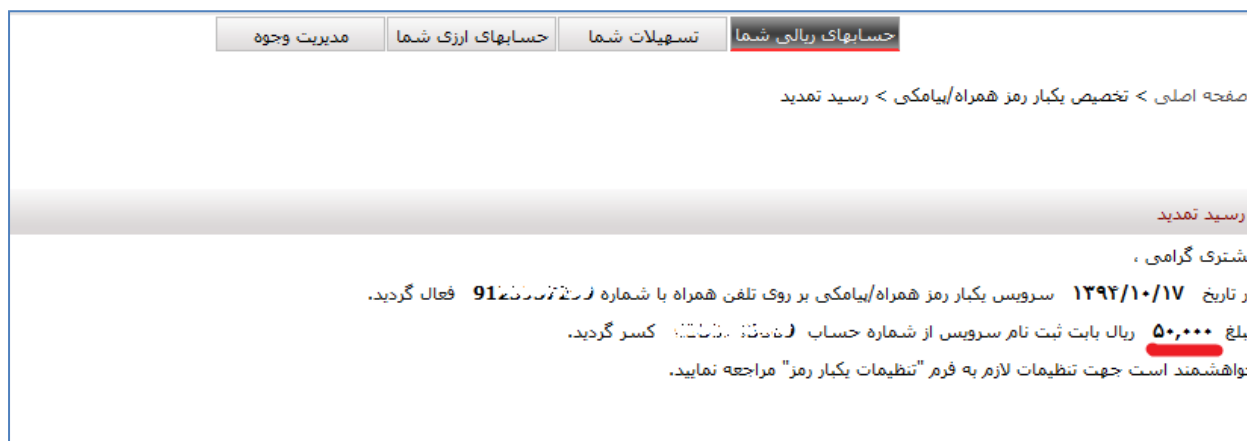 حسابهای ریالی شما تسهیلات شما حسابهای ارزی شما مدیریت وجوه
صفحه اصلی > تخصیص یکبار رمز همراه/پیامکی > رسید تمدید
رسید تمدید
شتری گرامی ،
ر تاریخ ۱۳۹۴/۱۰/۱۷ سرویس یکبار رمز همراه/پیامکی بر روی تلفن همراه با شماره فعال گردید.
بلغ ۵۰,۰۰۰ ریال بابت ثبت نام سرویس از شماره حساب کسر گردید.
واهشمند است جهت تنظیمات لازم به فرم "تنظیمات یکبار رمز" مراجعه نمایید.